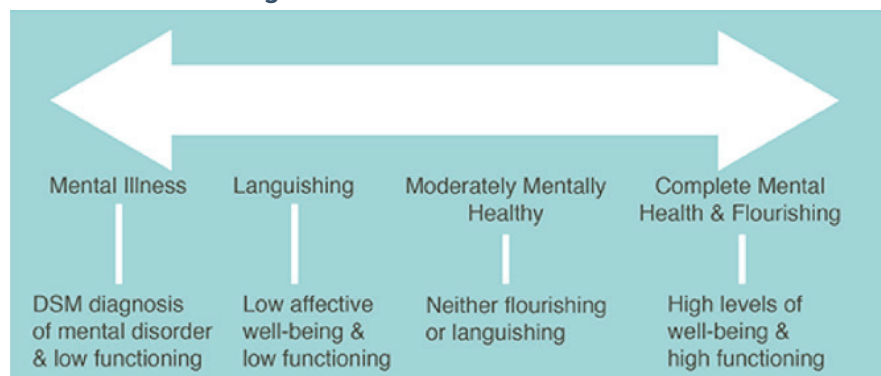 Mental Illness
Languishing
Moderately Mentally
Healthy
Complete Mental
Health & Flourishing
DSM diagnosis
of mental disorder
& low functioning
Low affective
well-being &
low functioning
Neither flourishing
or languishing
High levels of
well-being &
high functioning